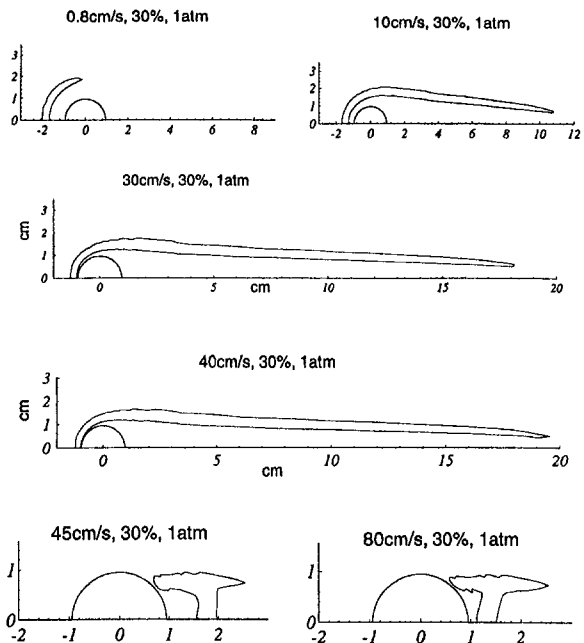 0.8cm/s, 30%, 1atm
3
2
1
0
-2 0 2 4 6 8
10cm/s, 30%, 1atm
3
2
1
0
-2 0 2 4 6 8 10 12
30cm/s, 30%, 1atm
cm
3
2
1
0
0 5 cm 10 15 20
40cm/s, 30%, 1atm
cm
3
2
1
0
0 5 10 15 20
cm
45cm/s, 30%, 1atm
1
0
-2 -1 0 1 2
80cm/s, 30%, 1atm
1
0
-2 -1 0 1 2